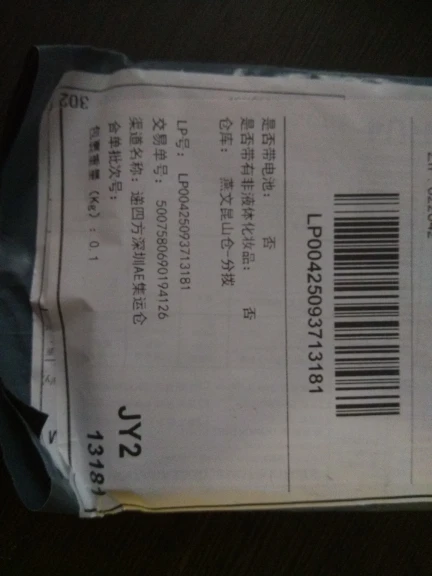 LP00425093713181
是否带电池： 否
是否带有非液体化妆品： 否
仓库： 燕文昆山仓-分拨
LP号： LP00425093713181
交易单号： 5007580690194126
渠道名称：递四方深圳AE集运仓
合单批次号：
包裹重量（Kg）：0.1
JY2
13181
302